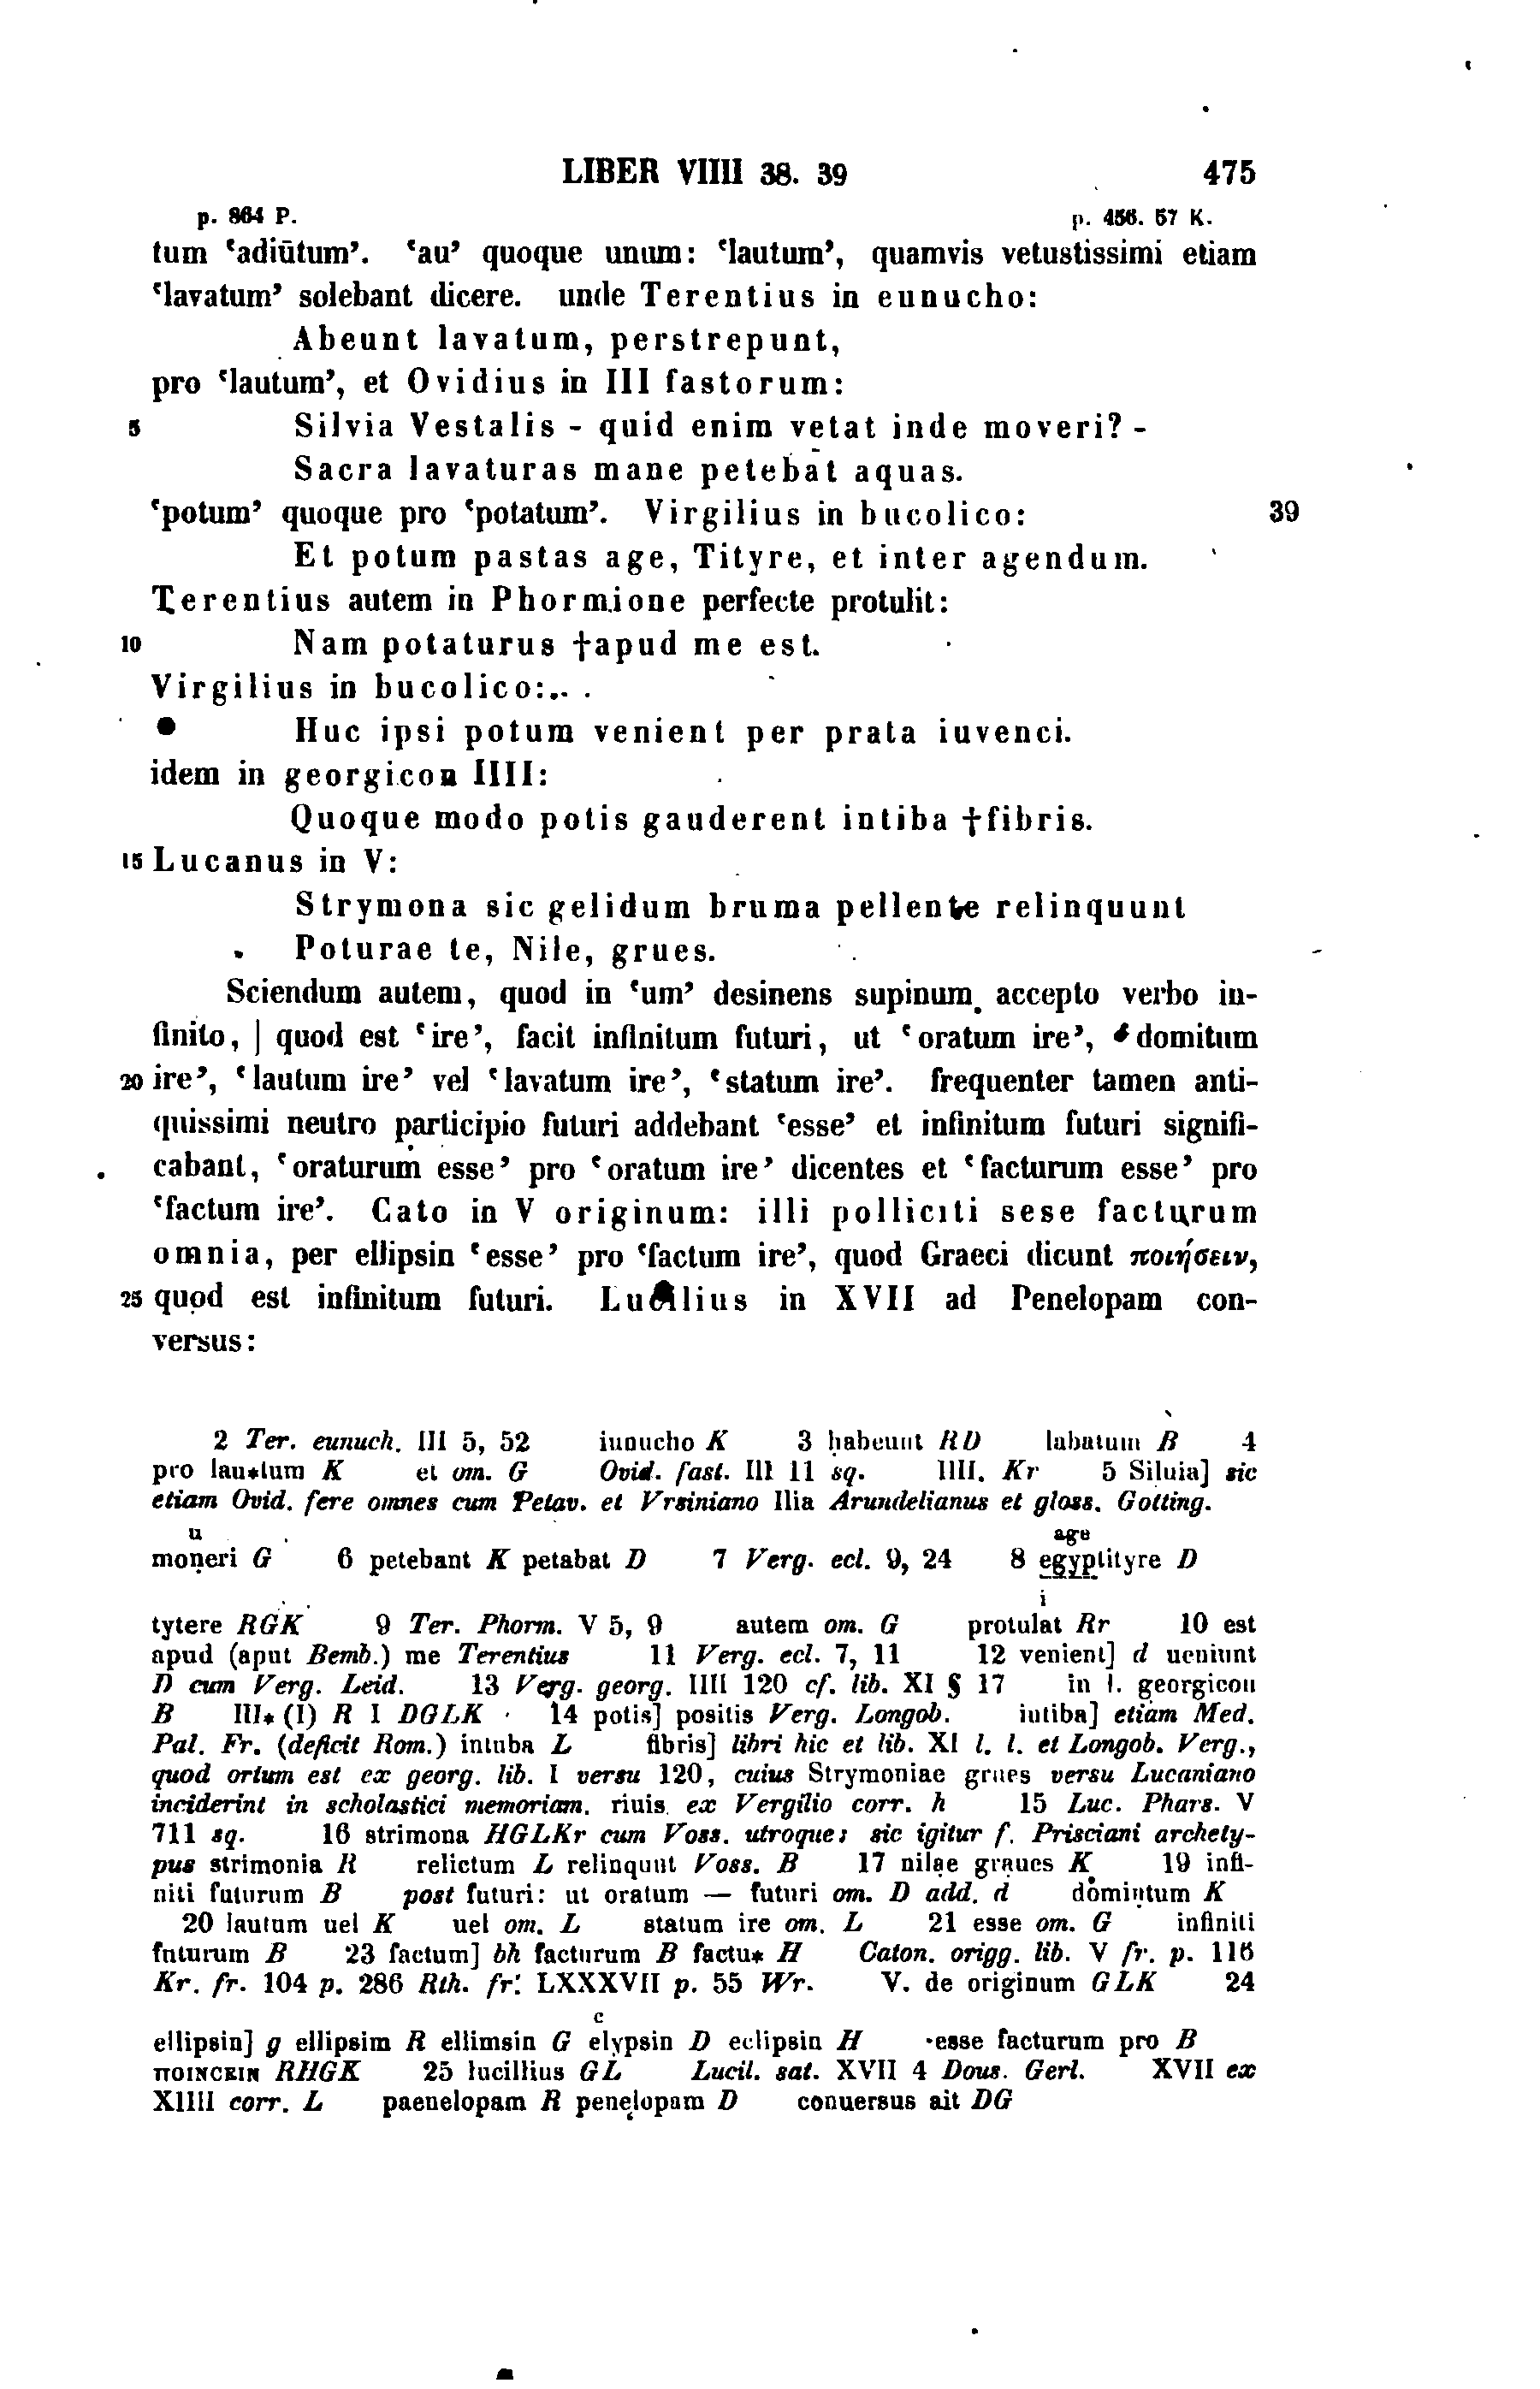 LIBER VIIII 38. 39 475
p. 864 P. p. 456. 57 K.
tum ‘adiūtum’. ‘au’ quoque unum: ‘lautum’, quamvis vetustissimi etiam
‘lavatum’ solebant dicere. unde Terentius in eunucho:
Abeunt lavatum, perstrepunt,
pro ‘lautum’, et Ovidius in III fastorum:
5 Silvia Vestalis - quid enim vetat inde moveri? -
Sacra lavaturas mane petebat aquas.
‘potum’ quoque pro ‘potatum’. Virgilius in bucolico: 39
Et potum pastas age, Tityre, et inter agendum.
Terentius autem in Phormione perfecte protulit:
10 Nam potaturus †apud me est.
Virgilius in bucolico:
Huc ipsi potum venient per prata iuvenci.
idem in georgicon IIII:
Quoque modo potis gauderent intiba †fibris.
15 Lucanus in V:
Strymona sic gelidum bruma pellente relinquunt
Poturae te, Nile, grues.
Sciendum autem, quod in ‘um’ desinens supinum accepto verbo in-
finito, | quod est ‘ire’, facit infinitum futuri, ut ‘oratum ire’, ‘domitum
20 ire’, ‘lautum ire’ vel ‘lavatum ire’, ‘statum ire’. frequenter tamen anti-
quissimi neutro participio futuri addebant ‘esse’ et infinitum futuri signifi-
cabant, ‘oraturum esse’ pro ‘oratum ire’ dicentes et ‘facturum esse’ pro
‘factum ire’. Cato in V originum: illi polliciti sese facturum
omnia, per ellipsin ‘esse’ pro ‘factum ire’, quod Graeci dicunt ποιήσειν,
25 quod est infinitum futuri. Lucilius in XVII ad Penelopam con-
versus:
2 Ter. eunuch. III 5, 52 iunucho K 3 ḥabeunt RD labatum B 4
pro lau*tum K et om. G Ovid. fast. III 11 sq. IIII. Kr 5 Siluia] sic
etiam Ovid. fere omnes cum Petav. et Vrsiniano Ilia Arundelianus et gloss. Gotting.
u age
moṇeri G 6 petebant K petabat D 7 Verg. ecl. 9, 24 8 egyptityre D
i
tytere RGK 9 Ter. Phorm. V 5, 9 autem om. G protulat Rr 10 est
apud (aput Bemb.) me Terentius 11 Verg. ecl. 7, 11 12 venient] d ueniunt
D cum Verg. Leid. 13 Verg. georg. IIII 120 cf. lib. XI § 17 in l. georgicon
B III* (I) R I DGLK 14 potis] positis Verg. Longob. intiba] etiam Med.
Pal. Fr. (deficit Rom.) intuba L fibris] libri hic et lib. XI l. l. et Longob. Verg.,
quod ortum est ex georg. lib. I versu 120, cuius Strymoniae grues versu Lucaniano
inciderint in scholastici memoriam. riuis ex Vergilio corr. h 15 Luc. Phars. V
711 sq. 16 strimona HGLKr cum Voss. utroque: sic igitur f. Prisciani archety-
pus strimonia R relictum L relinqunt Voss. B 17 nilae graues K 19 infi-
niti futurum B post futuri: ut oratum — futuri om. D add. d domintum K
20 lautum uel K uel om. L statum ire om. L 21 esse om. G infiniti
futurum B 23 factum] bh facturum B factu* H Caton. origg. lib. V fr. p. 116
Kr. fr. 104 p. 286 Rth. fr. LXXXVII p. 55 Wr. V. de originum GLK 24
c
ellipsin] g ellipsim R ellimsin G elypsin D eclipsin H esse facturum pro B
ΠΟΙΝCΕΙΝ RHGK 25 lucillius GL Lucil. sat. XVII 4 Dous. Gerl. XVII ex
XIIII corr. L paenelopam R penęlopam D conuersus ait DG